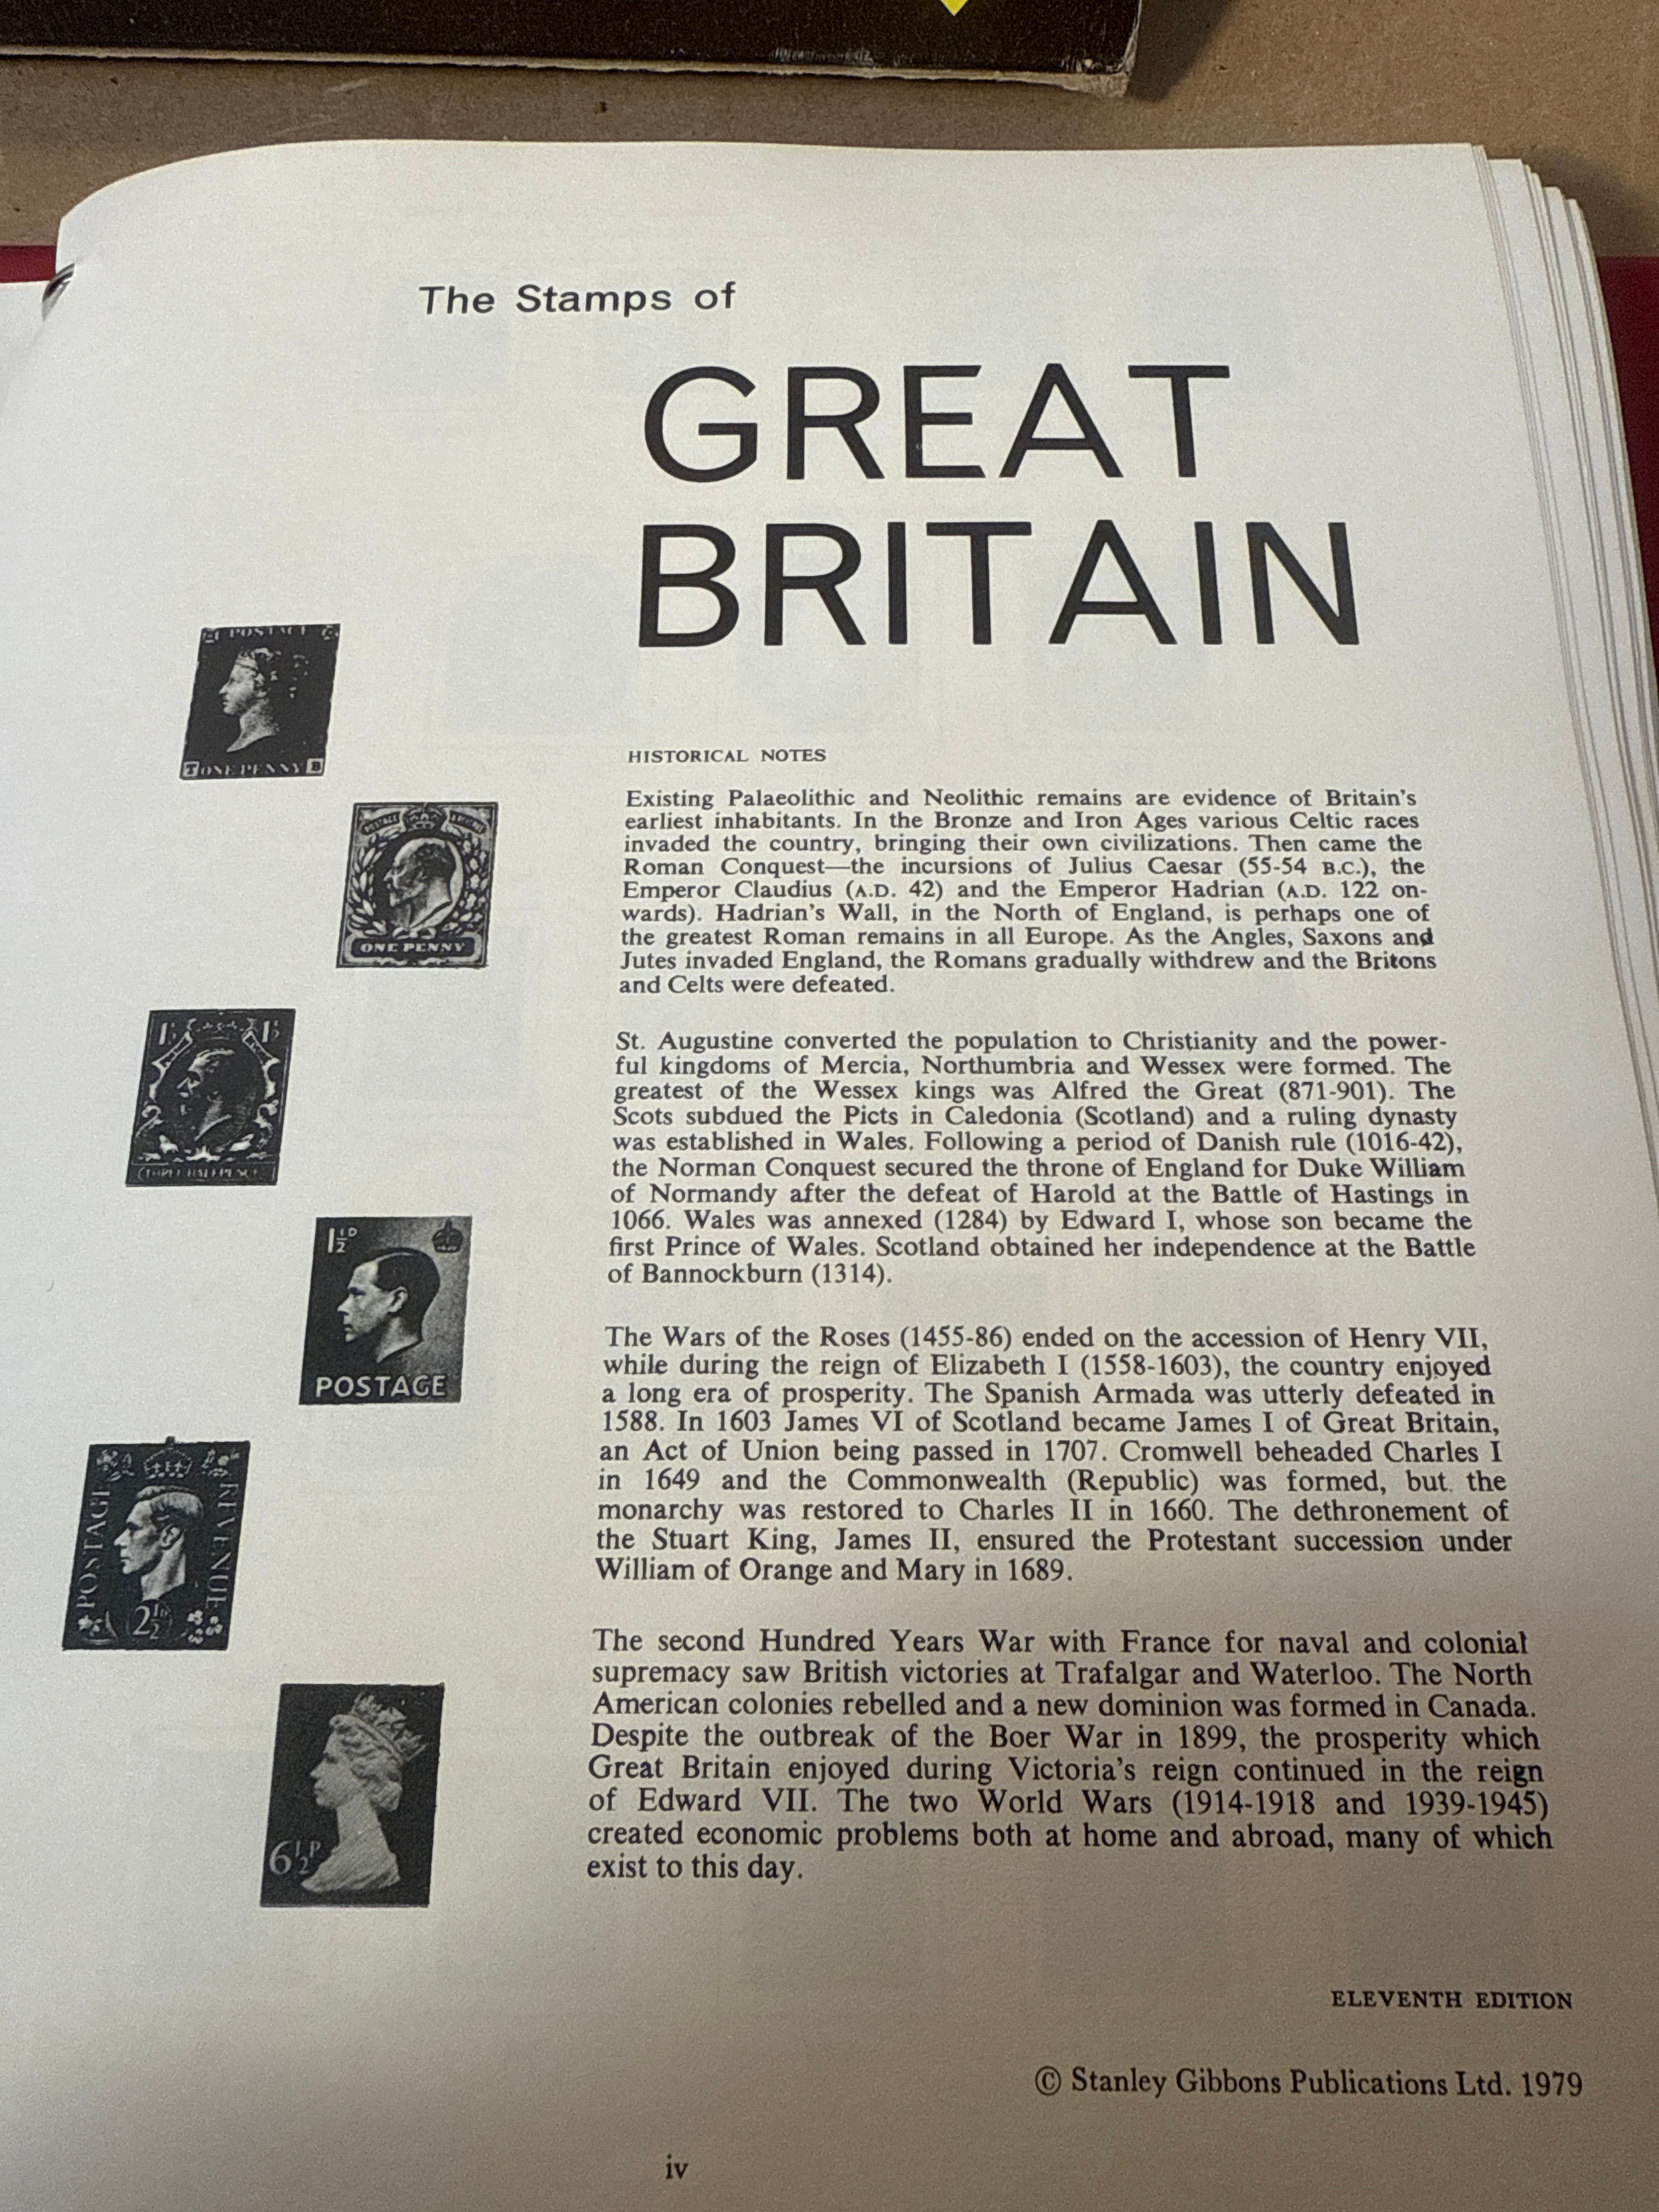 The Stamps of
GREAT
BRITAIN
POSTAGE
T ONE PENNY B
ONE PENNY
THREE HALFPENCE
1½D
POSTAGE
POSTAGE
REVENUE
2½D
6½P
HISTORICAL NOTES
Existing Palaeolithic and Neolithic remains are evidence of Britain's
earliest inhabitants. In the Bronze and Iron Ages various Celtic races
invaded the country, bringing their own civilizations. Then came the
Roman Conquest—the incursions of Julius Caesar (55-54 B.C.), the
Emperor Claudius (A.D. 42) and the Emperor Hadrian (A.D. 122 on-
wards). Hadrian's Wall, in the North of England, is perhaps one of
the greatest Roman remains in all Europe. As the Angles, Saxons and
Jutes invaded England, the Romans gradually withdrew and the Britons
and Celts were defeated.
St. Augustine converted the population to Christianity and the power-
ful kingdoms of Mercia, Northumbria and Wessex were formed. The
greatest of the Wessex kings was Alfred the Great (871-901). The
Scots subdued the Picts in Caledonia (Scotland) and a ruling dynasty
was established in Wales. Following a period of Danish rule (1016-42),
the Norman Conquest secured the throne of England for Duke William
of Normandy after the defeat of Harold at the Battle of Hastings in
1066. Wales was annexed (1284) by Edward I, whose son became the
first Prince of Wales. Scotland obtained her independence at the Battle
of Bannockburn (1314).
The Wars of the Roses (1455-86) ended on the accession of Henry VII,
while during the reign of Elizabeth I (1558-1603), the country enjoyed
a long era of prosperity. The Spanish Armada was utterly defeated in
1588. In 1603 James VI of Scotland became James I of Great Britain,
an Act of Union being passed in 1707. Cromwell beheaded Charles I
in 1649 and the Commonwealth (Republic) was formed, but the
monarchy was restored to Charles II in 1660. The dethronement of
the Stuart King, James II, ensured the Protestant succession under
William of Orange and Mary in 1689.
The second Hundred Years War with France for naval and colonial
supremacy saw British victories at Trafalgar and Waterloo. The North
American colonies rebelled and a new dominion was formed in Canada.
Despite the outbreak of the Boer War in 1899, the prosperity which
Great Britain enjoyed during Victoria's reign continued in the reign
of Edward VII. The two World Wars (1914-1918 and 1939-1945)
created economic problems both at home and abroad, many of which
exist to this day.
ELEVENTH EDITION
© Stanley Gibbons Publications Ltd. 1979
iv